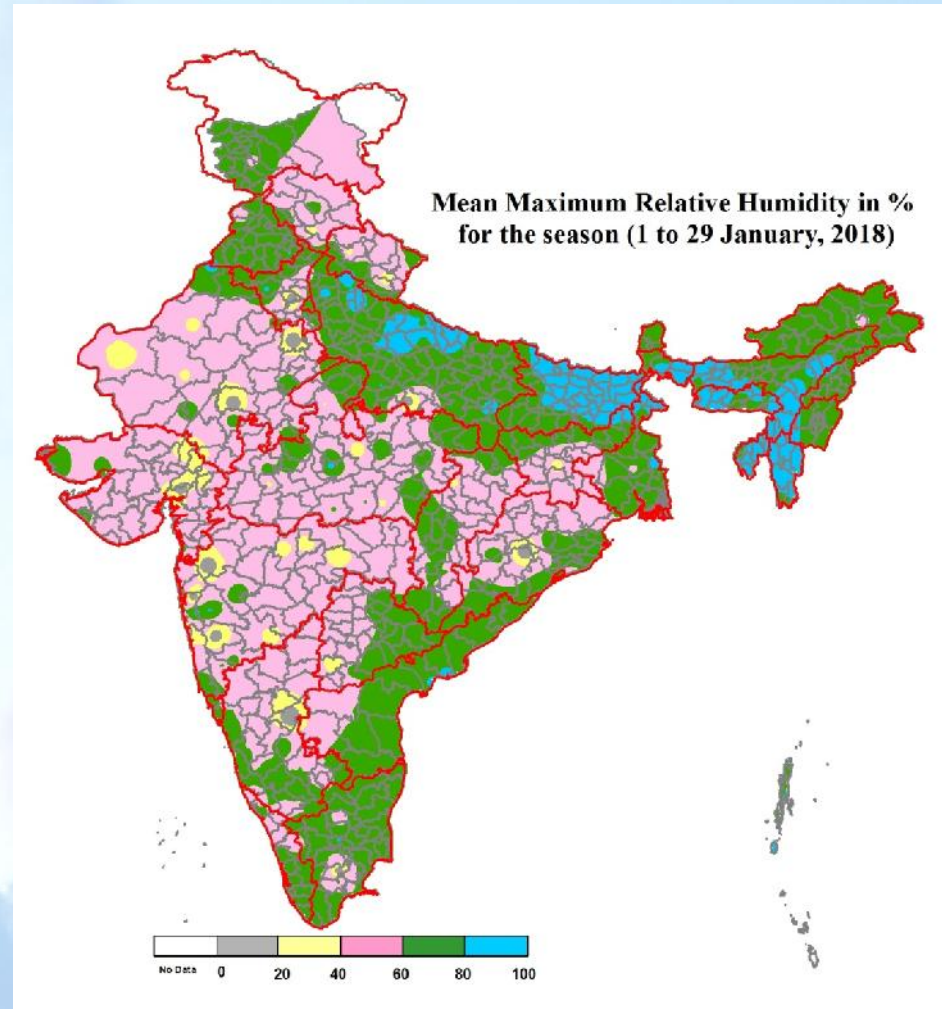 Mean Maximum Relative Humidity in %
for the season (1 to 29 January, 2018)
No Data 0 20 40 60 80 100